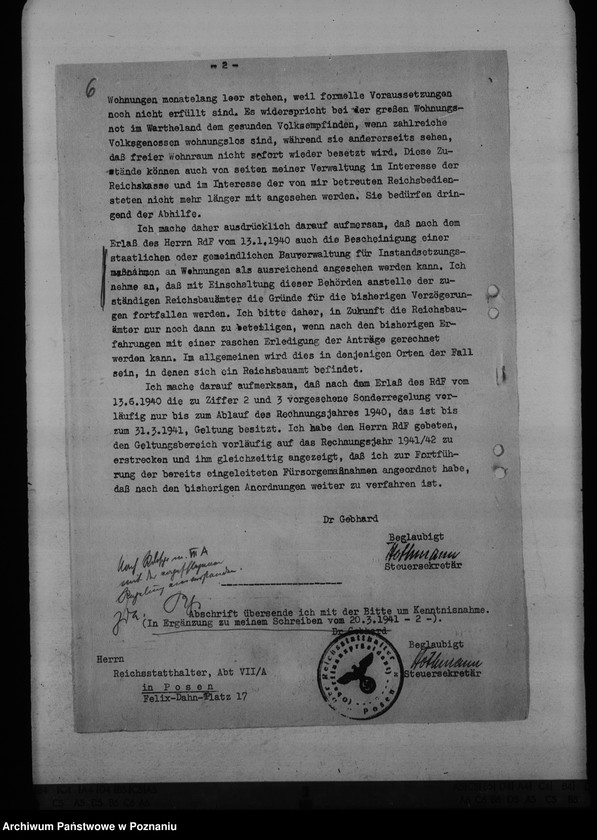 - 2 -
6
Wohnungen monatelang leer stehen, weil formelle Voraussetzungen
noch nicht erfüllt sind. Es widerspricht bei der großen Wohnungs-
not im Wartheland dem gesunden Volksempfinden, wenn zahlreiche
Volksgenossen wohnungslos sind, während sie andererseits sehen,
daß freier Wohnraum nicht sofort wieder besetzt wird. Diese Zu-
stände können auch von seiten meiner Verwaltung im Interesse der
Reichskasse und im Interesse der von mir betreuten Reichsbedien-
steten nicht mehr länger mit angesehen werden. Sie bedürfen drin-
gend der Abhilfe.
Ich mache daher ausdrücklich darauf aufmersam, daß nach dem
Erlaß des Herrn RdF vom 13.1.1940 auch die Bescheinigung einer
staatlichen oder gemeindlichen Bauverwaltung für Instandsetzungs-
maßnahmen an Wohnungen als ausreichend angesehen werden kann. Ich
nehme an, daß mit Einschaltung dieser Behörden anstelle der zu-
ständigen Reichsbauämter die Gründe für die bisherigen Verzögerun-
gen fortfallen werden. Ich bitte daher, in Zukunft die Reichsbau-
ämter nur noch dann zu beteiligen, wenn nach den bisherigen Er-
fahrungen mit einer raschen Erledigung der Anträge gerechnet
werden kann. Im allgemeinen wird dies in denjenigen Orten der Fall
sein, in denen sich ein Reichsbauamt befindet.
Ich mache darauf aufmerksam, daß nach dem Erlaß des RdF vom
13.6.1940 die zu Ziffer 2 und 3 vorgesehene Sonderregelung vor-
läufig nur bis zum Ablauf des Rechnungsjahres 1940, das ist bis
zum 31.3.1941, Geltung besitzt. Ich habe den Herrn RdF gebeten,
den Geltungsbereich vorläufig auf das Rechnungsjahr 1941/42 zu
erstrecken und ihm gleichzeitig angezeigt, daß ich zur Fortfüh-
rung der bereits eingeleiteten Fürsorgemaßnahmen angeordnet habe,
daß nach den bisherigen Anordnungen weiter zu verfahren ist.
Dr Gebhard
Beglaubigt
Hothmann
Steuersekretär
Abschrift übersende ich mit der Bitte um Kenntnisnahme.
(In Ergänzung zu meinem Schreiben vom 20.3.1941 - 2 -).
Dr Gebhard
Beglaubigt
Hothmann
Steuersekretär
Der Reichsstatthalter
(Oberfinanzpräsident)
Posen
Herrn
Reichsstatthalter, Abt VII/A
in Posen
Felix-Dahn-Platz 17
Archiwum Państwowe w Poznaniu